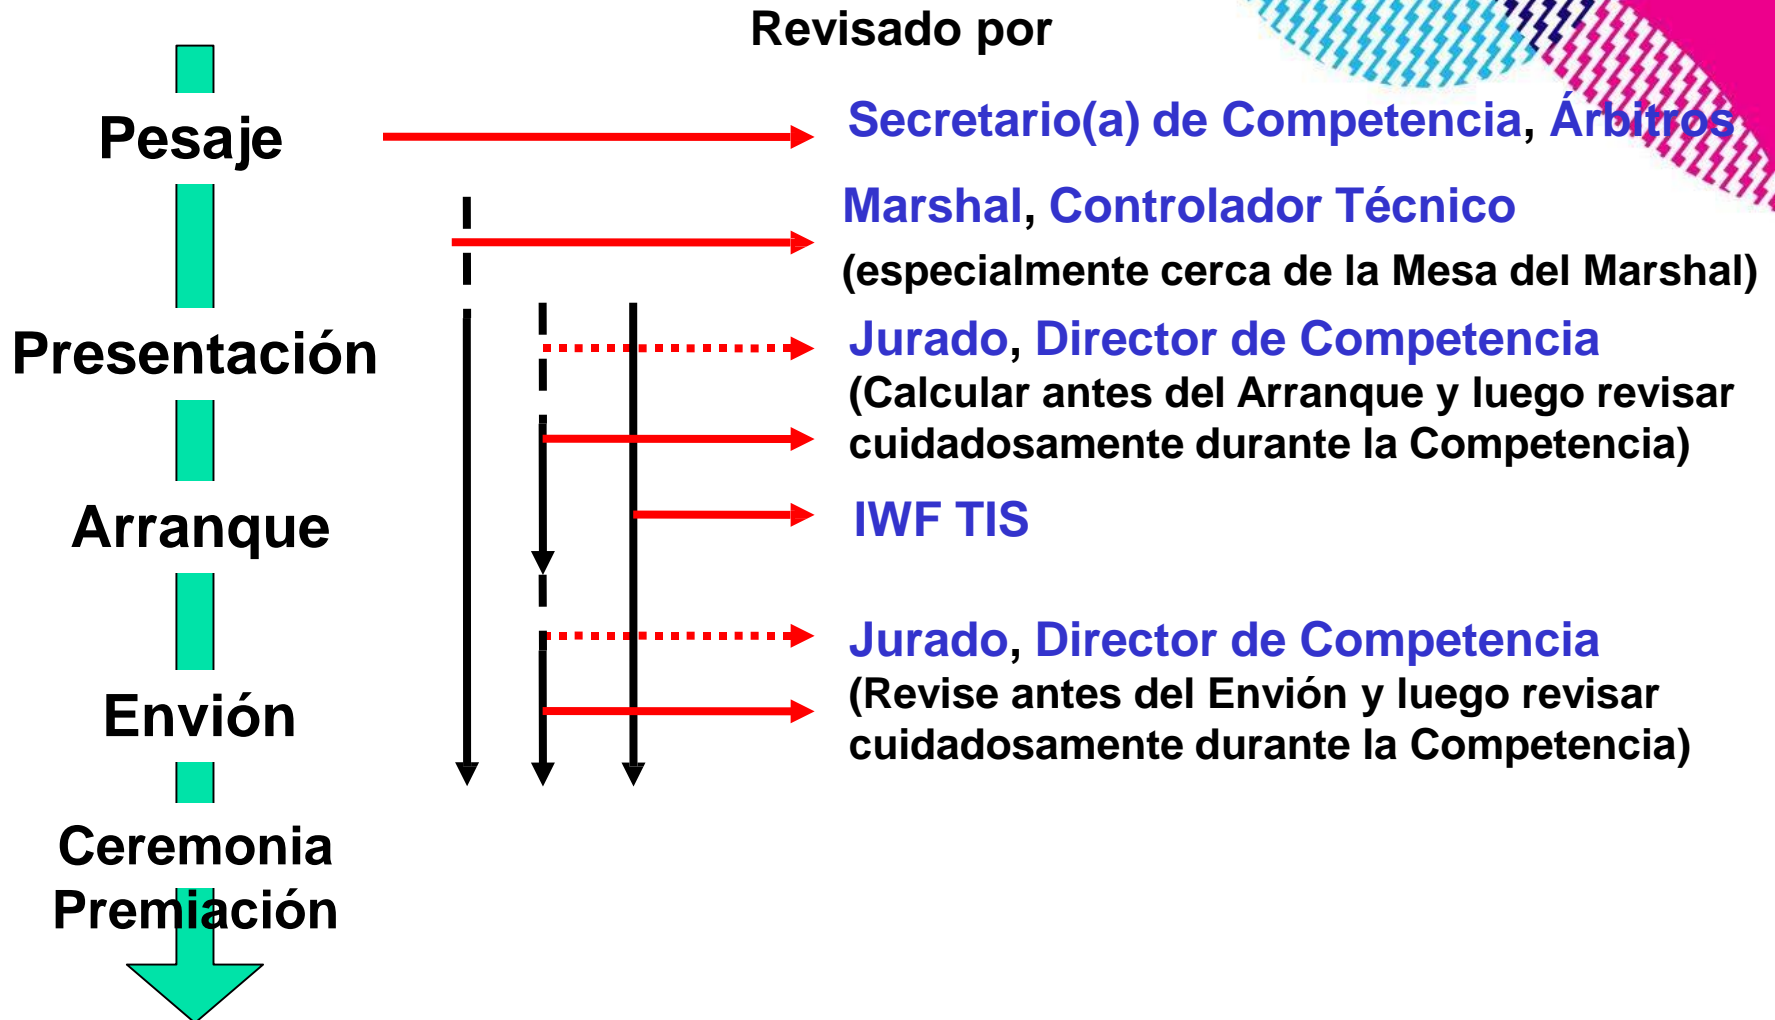 Revisado por
Pesaje
Secretario(a) de Competencia, Árbitros
Marshal, Controlador Técnico
(especialmente cerca de la Mesa del Marshal)
Presentación
Jurado, Director de Competencia
(Calcular antes del Arranque y luego revisar
cuidadosamente durante la Competencia)
Arranque
IWF TIS
Envión
Jurado, Director de Competencia
(Revise antes del Envión y luego revisar
cuidadosamente durante la Competencia)
Ceremonia
Premiación